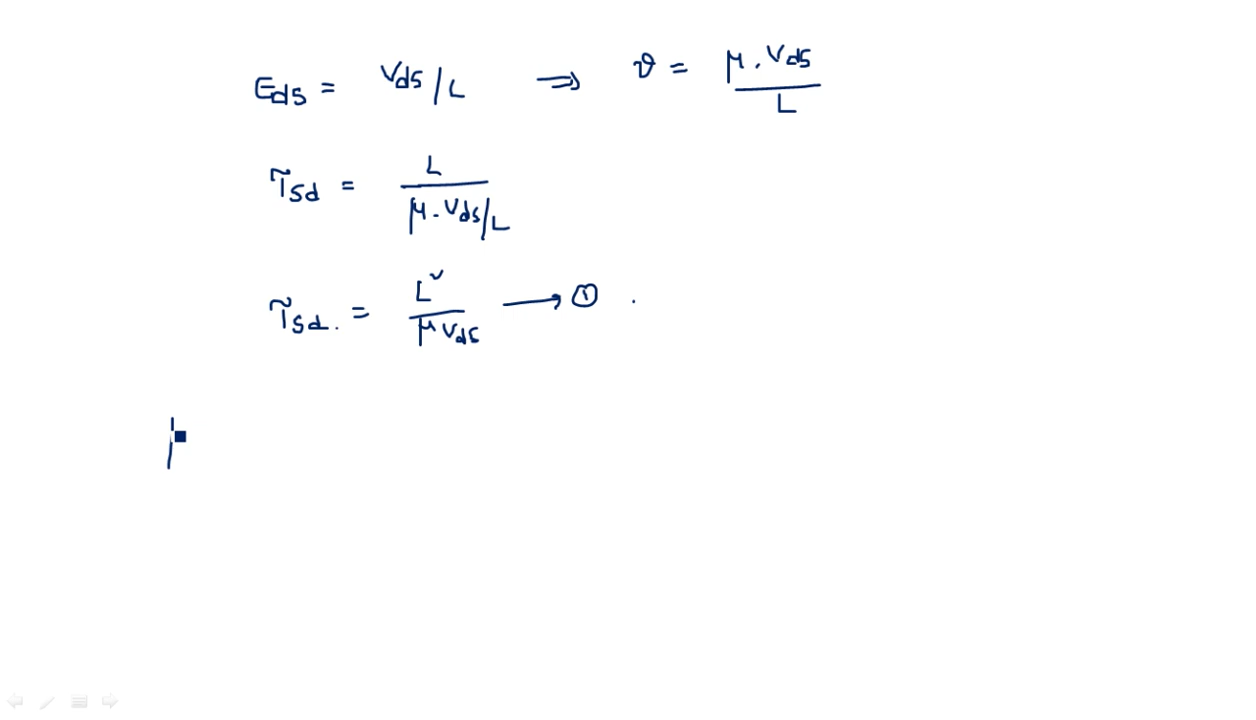 Eds = Vds/L ⇒ ϑ = μ.Vds/L
τsd = L/(μ.Vds/L)
τsd. = L²/(μVds) ⟶ ① .